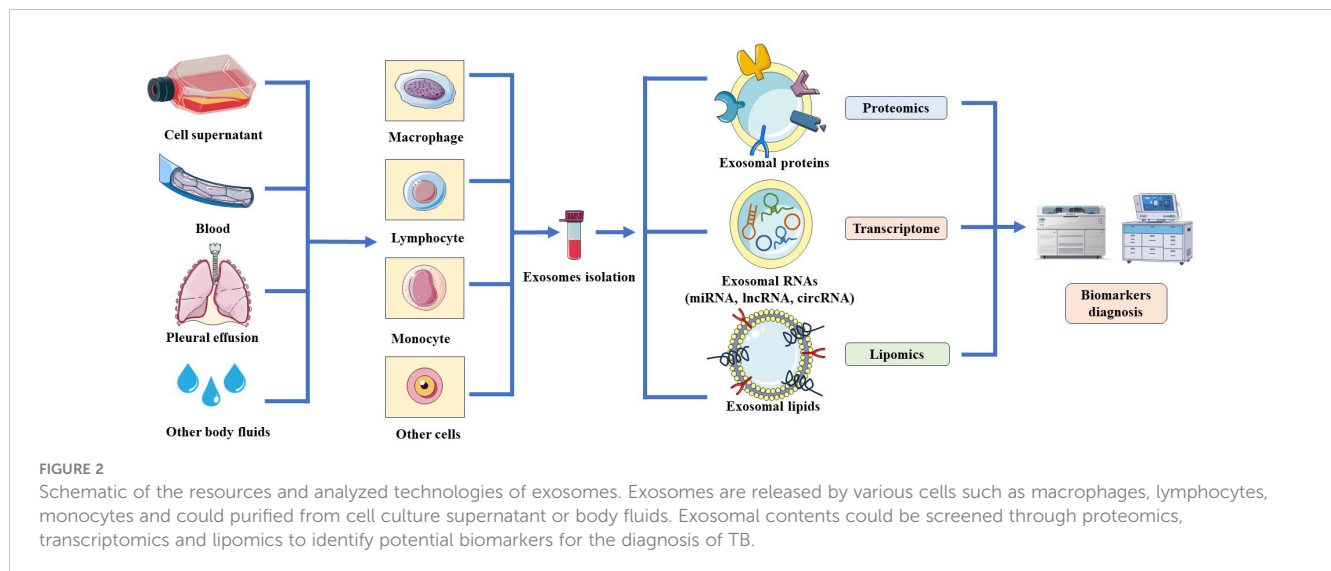 Cell supernatant
Blood
Pleural effusion
Other body fluids
Macrophage
Lymphocyte
Monocyte
Other cells
Exosomes isolation
Exosomal proteins
Exosomal RNAs
(miRNA, lncRNA, circRNA)
Exosomal lipids
Proteomics
Transcriptome
Lipomics
Biomarkers
diagnosis
FIGURE 2
Schematic of the resources and analyzed technologies of exosomes. Exosomes are released by various cells such as macrophages, lymphocytes,
monocytes and could purified from cell culture supernatant or body fluids. Exosomal contents could be screened through proteomics,
transcriptomics and lipomics to identify potential biomarkers for the diagnosis of TB.